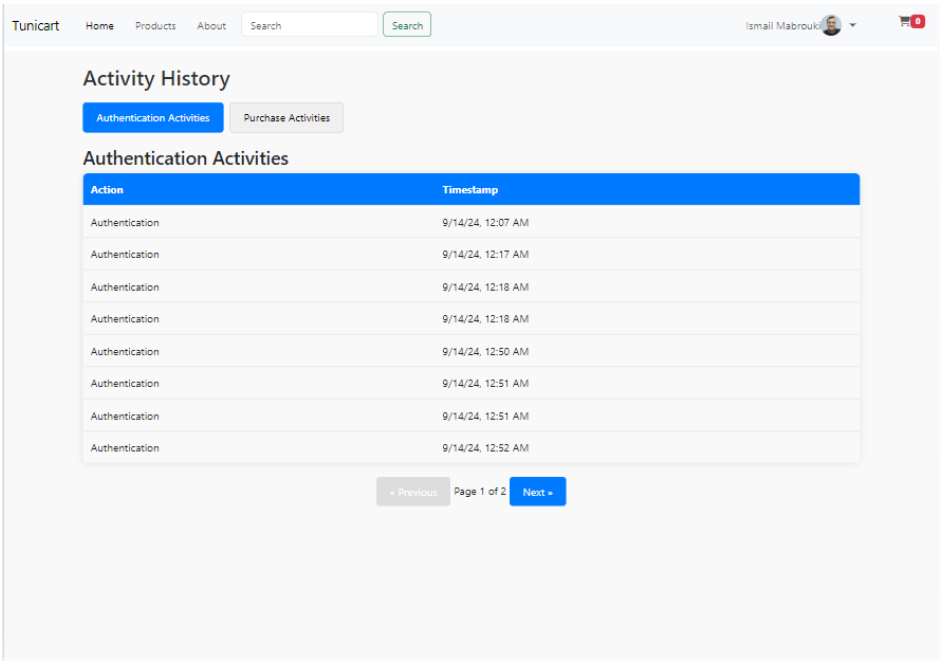 Tunicart Home Products About Search Search Ismail Mabrouki 0
Activity History
Authentication Activities Purchase Activities
Authentication Activities
Action Timestamp
Authentication 9/14/24, 12:07 AM
Authentication 9/14/24, 12:17 AM
Authentication 9/14/24, 12:18 AM
Authentication 9/14/24, 12:18 AM
Authentication 9/14/24, 12:50 AM
Authentication 9/14/24, 12:51 AM
Authentication 9/14/24, 12:51 AM
Authentication 9/14/24, 12:52 AM
« Previous Page 1 of 2 Next »